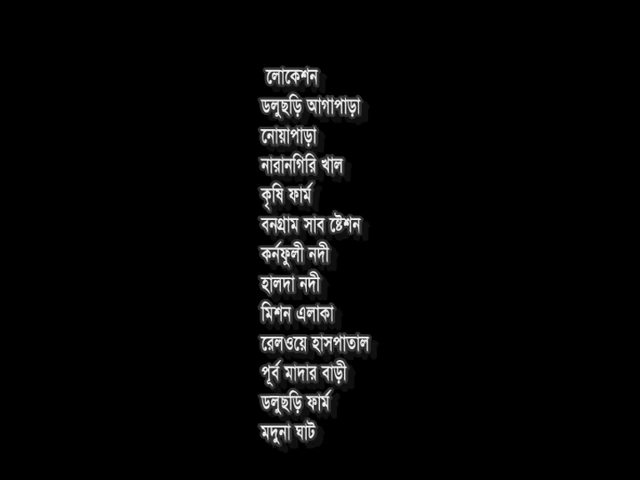 লোকেশন
ডলুছড়ি আগাপাড়া
নোয়াপাড়া
নারানগিরি খাল
কৃষি ফার্ম
বনগ্রাম সাব ষ্টেশন
কর্নফুলী নদী
হালদা নদী
মিশন এলাকা
রেলওয়ে হাসপাতাল
পূর্ব মাদার বাড়ী
ডলুছড়ি ফার্ম
মদুনা ঘাট